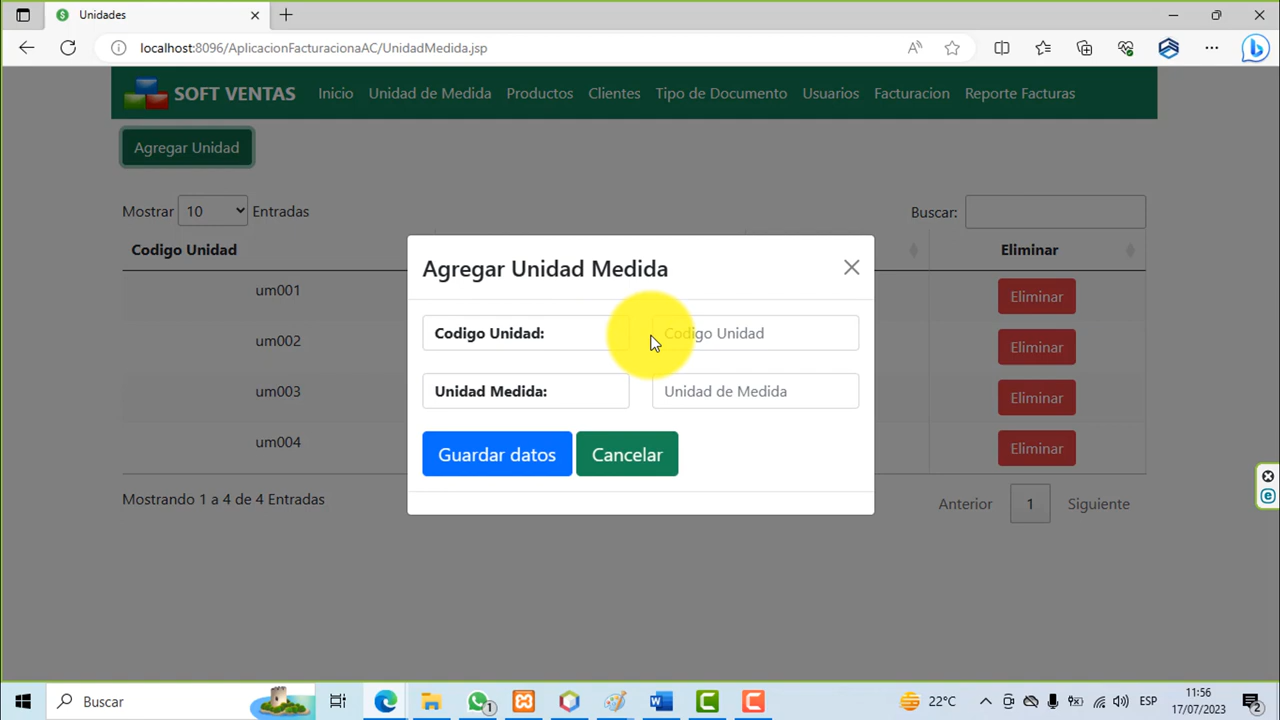 Unidades
localhost:8096/AplicacionFacturacionaAC/UnidadMedida.jsp
SOFT VENTAS Inicio Unidad de Medida Productos Clientes Tipo de Documento Usuarios Facturacion Reporte Facturas
Agregar Unidad
Mostrar 10 Entradas Buscar:
Codigo Unidad Eliminar
Agregar Unidad Medida
um001 Eliminar
Codigo Unidad: Codigo Unidad
um002 Eliminar
um003 Eliminar
Unidad Medida: Unidad de Medida
um004 Eliminar
Guardar datos Cancelar
Mostrando 1 a 4 de 4 Entradas Anterior 1 Siguiente
Buscar 1 22°C ESP 11:56
17/07/2023 2